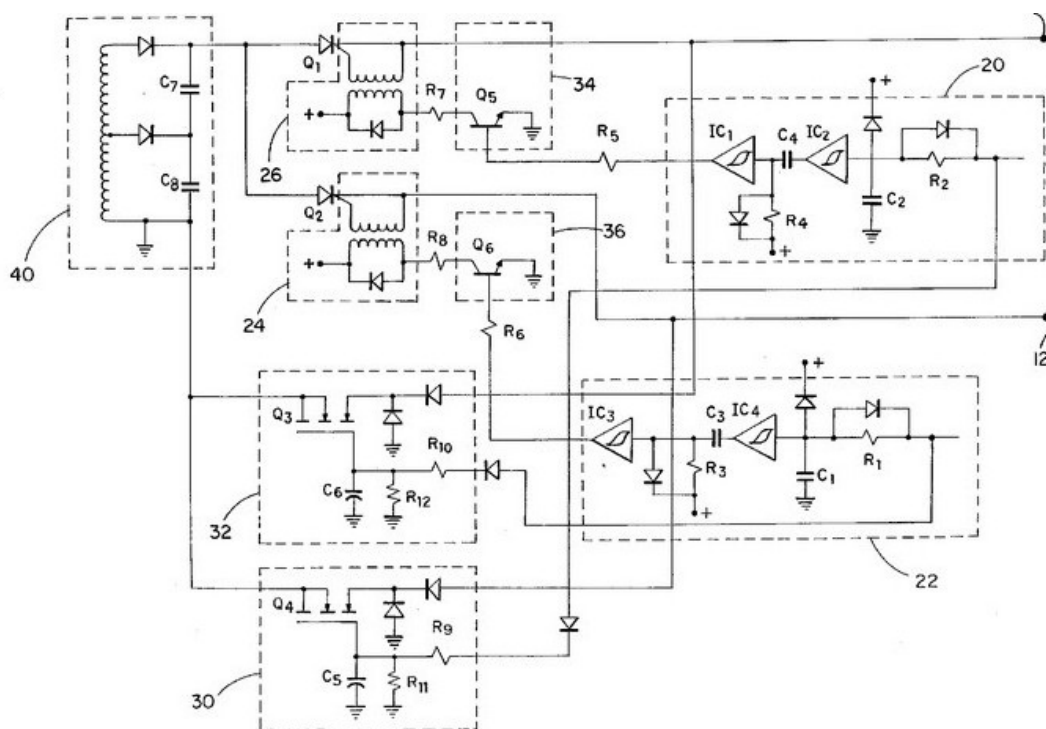 C7
C8
40
Q1
26
R7
Q5
34
Q2
24
R8
Q6
36
R5
R6
20
IC1
C4
IC2
R4
C2
R2
+
+
+
+
12
IC3
C3
IC4
R3
C1
R1
+
+
22
Q3
R10
C6
R12
32
Q4
R9
C5
R11
30